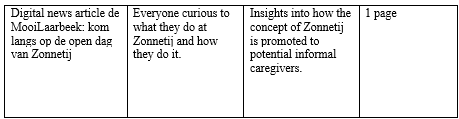 Digital news article de
MooiLaarbeek: kom
langs op de open dag
van Zonnetij
Everyone curious to
what they do at
Zonnetij and how
they do it.
Insights into how the
concept of Zonnetij
is promoted to
potential informal
caregivers.
1 page